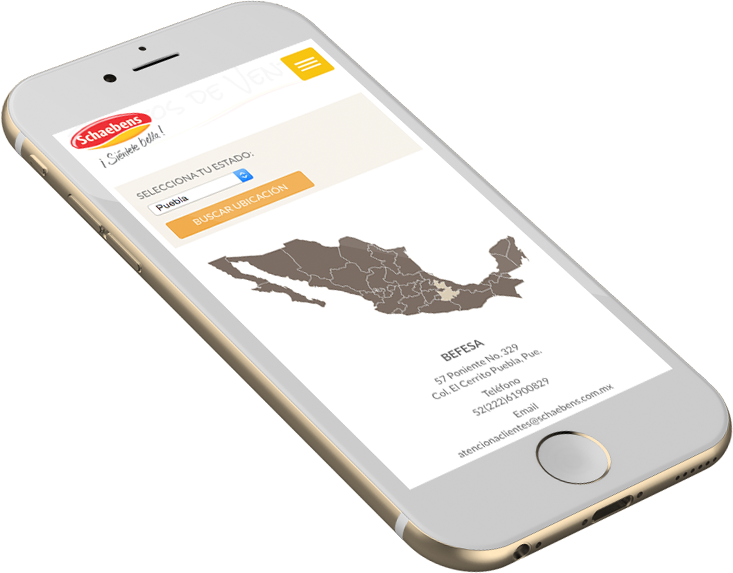 OS DE VEN
Schaebens
¡ Siéntete bella !
SELECCIONA TU ESTADO:
Puebla
BUSCAR UBICACIÓN
BEFESA
57 Poniente No. 329
Col. El Cerrito Puebla, Pue.
Teléfono
52(222)61900829
Email
atencionaclientes@schaebens.com.mx